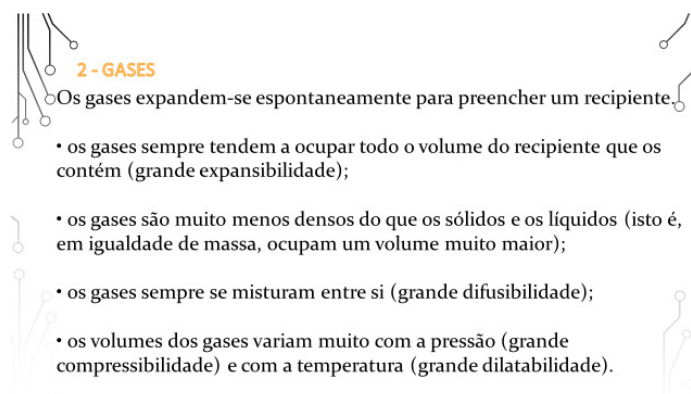 2 - GASES
Os gases expandem-se espontaneamente para preencher um recipiente.
• os gases sempre tendem a ocupar todo o volume do recipiente que os
contém (grande expansibilidade);
• os gases são muito menos densos do que os sólidos e os líquidos (isto é,
em igualdade de massa, ocupam um volume muito maior);
• os gases sempre se misturam entre si (grande difusibilidade);
• os volumes dos gases variam muito com a pressão (grande
compressibilidade) e com a temperatura (grande dilatabilidade).